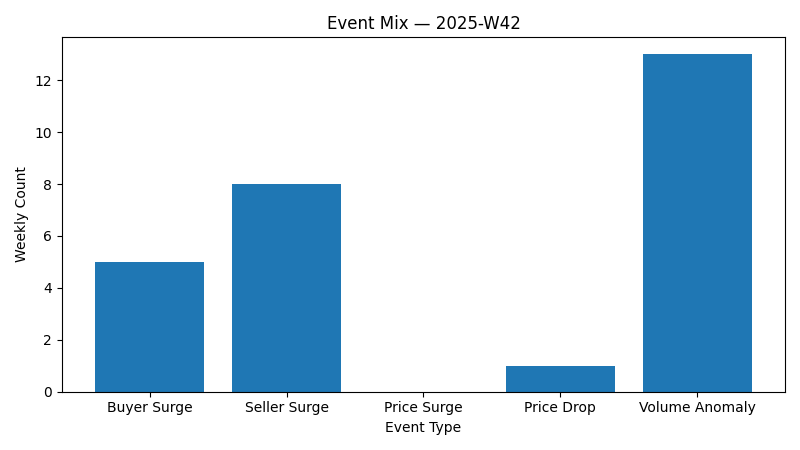 Event Mix — 2025-W42
Weekly Count
12
10
8
6
4
2
0
Buyer Surge
Seller Surge
Price Surge
Price Drop
Volume Anomaly
Event Type